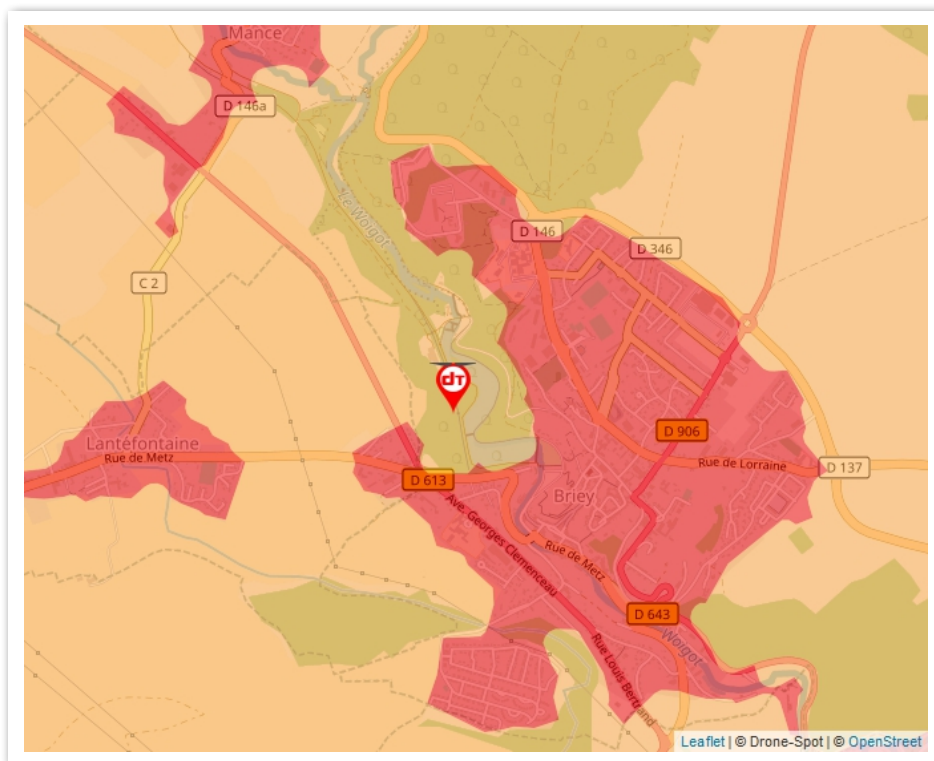 Mance
D 146a
Le Woigot
D 146
D 346
C 2
Lantéfontaine
Rue de Metz
dT
D 906
Rue de Lorraine
D 137
D 613
Briey
Ave. Georges Clemenceau
Rue de Metz
D 643
Woigot
Rue Louis Bertrand
Leaflet | © Drone-Spot | © OpenStreet